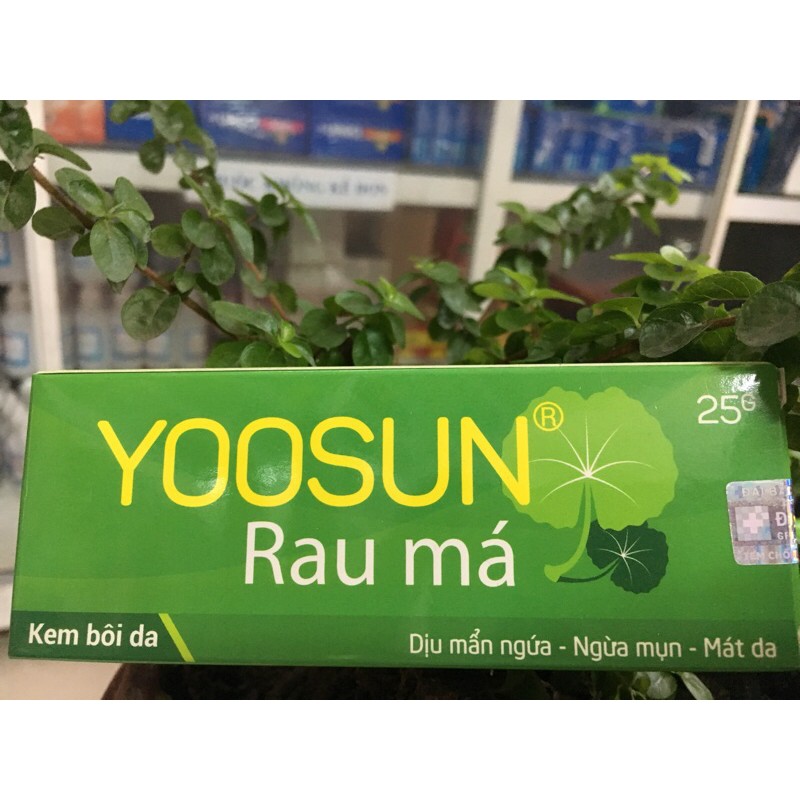 YOOSUN®
Rau má
25G
Kem bôi da
Dịu mẩn ngứa - Ngừa mụn - Mát da